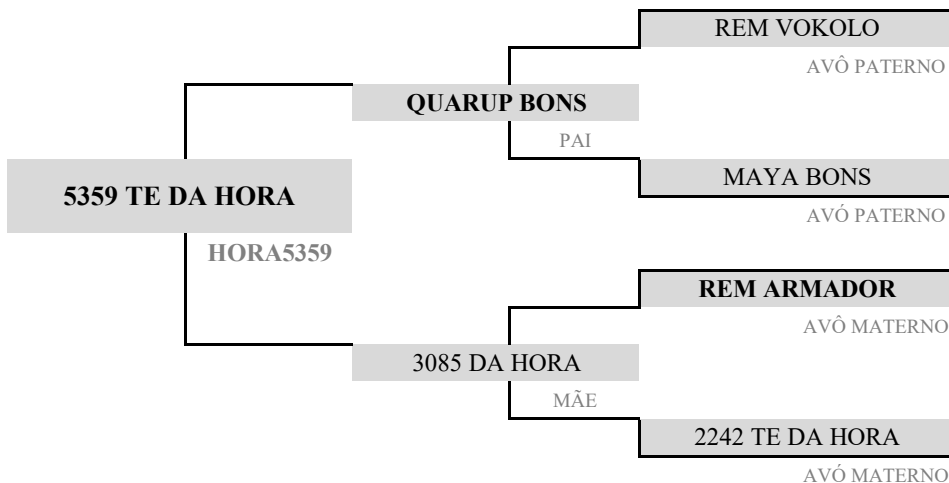 REM VOKOLO
AVÔ PATERNO
QUARUP BONS
PAI
MAYA BONS
AVÓ PATERNO
5359 TE DA HORA
HORA5359
REM ARMADOR
AVÔ MATERNO
3085 DA HORA
MÃE
2242 TE DA HORA
AVÓ MATERNO